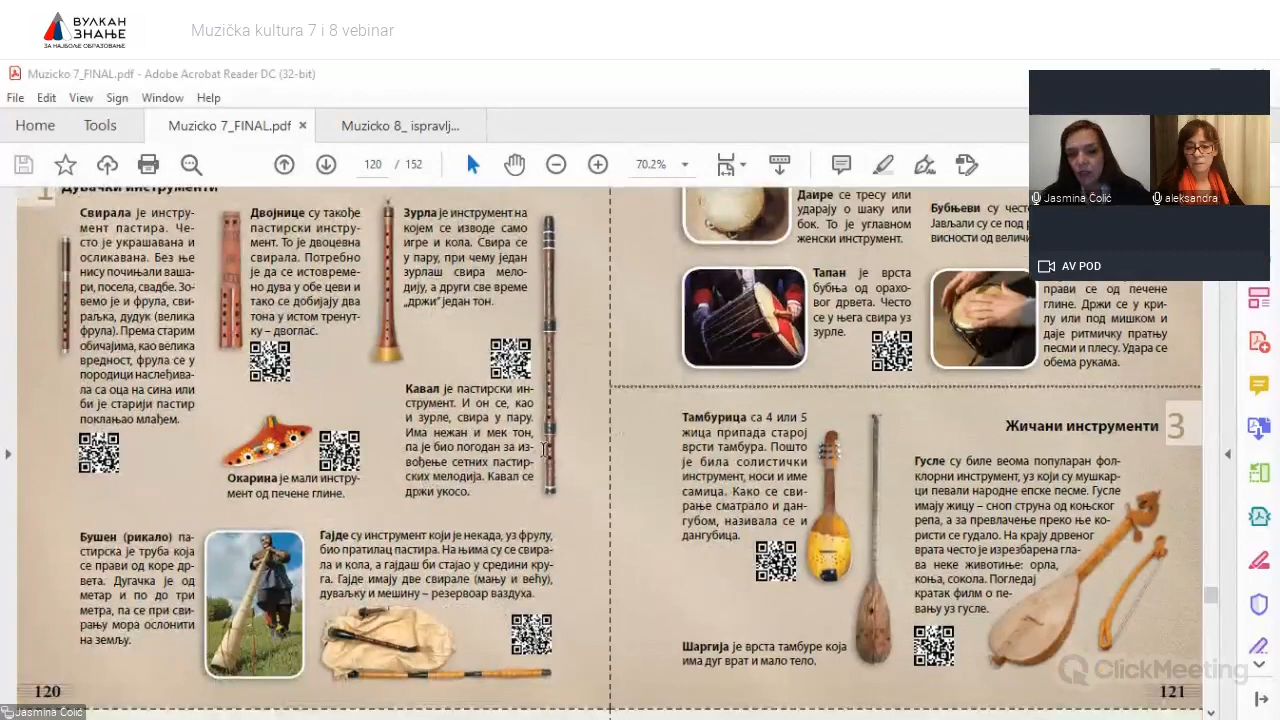 ВУЛКАН
ЗНАЊЕ
ЗА НАЈБОЉЕ ОБРАЗОВАЊЕ
Muzička kultura 7 i 8 vebinar
Muzicko 7_FINAL.pdf - Adobe Acrobat Reader DC (32-bit)
File Edit View Sign Window Help
Home Tools Muzicko 7_FINAL.pdf × Muzicko 8_ ispravlj...
120 / 152 70.2%
Jasmina Čolić
aleksandra
AV POD
1 Дувачки инструменти
Свирала је инстру-
мент пастира. Че-
сто је украшавана и
осликавана. Без ње
нису почињали ваша-
ри, посела, свадбе. Зо-
вемо је и фрула, сви-
раљка, дудук (велика
фрула). Према старим
обичајима, као велика
вредност, фрула се у
породици наслеђива-
ла са оца на сина или
би је старији пастир
поклањао млађем.
Двојнице су такође
пастирски инстру-
мент. То је двоцевна
свирала. Потребно
је да се истовреме-
но дува у обе цеви и
тако се добијају два
тона у истом тренут-
ку – двоглас.
Зурла је инструмент на
којем се изводе само
игре и кола. Свира се
у пару, при чему један
зурлаш свира мело-
дију, а други све време
„држи” један тон.
Кавал је пастирски ин-
струмент. И он се, као
и зурле, свира у пару.
Има нежан и мек тон,
па је био погодан за из-
вођење сетних пастир-
ских мелодија. Кавал се
држи укосо.
Окарина је мали инстру-
мент од печене глине.
Бушен (рикало) па-
стирска је труба која
се прави од коре др-
вета. Дугачка је од
метар и по до три
метра, па се при сви-
рању мора ослонити
на земљу.
Гајде су инструмент који је некада, уз фрулу,
био пратилац пастира. На њима су се свира-
ла и кола, а гајдаш би стајао у средини кру-
га. Гајде имају две свирале (мању и већу),
дуваљку и мешину – резервоар ваздуха.
120
Даире се тресу или
ударају о шаку или
бок. То је углавном
женски инструмент.
Бубњеви су чест
Јављали су се под р
висности од величи
Тапан је врста
бубња од орахо-
вог дрвета. Често
се у њега свира уз
зурле.
прави се од печене
глине. Држи се у кри-
лу или под мишком и
даје ритмичку пратњу
песми и плесу. Удара се
обема рукама.
Жичани инструменти 3
Тамбурица са 4 или 5
жица припада старој
врсти тамбура. Пошто
је била солистички
инструмент, носи и име
самица. Како се сви-
рање сматрало и дан-
губом, називала се и
дангубица.
Шаргија је врста тамбуре која
има дуг врат и мало тело.
Гусле су биле веома популаран фол-
клорни инструмент, уз који су мушкар-
ци певали народне епске песме. Гусле
имају жицу – сноп струна од коњског
репа, а за превлачење преко ње ко-
ристи се гудало. На крају дрвеног
врата често је изрезбарена гла-
ва неке животиње: орла,
коња, сокола. Погледај
кратак филм о пе-
вању уз гусле.
121
ClickMeeting
Jasmina Čolić